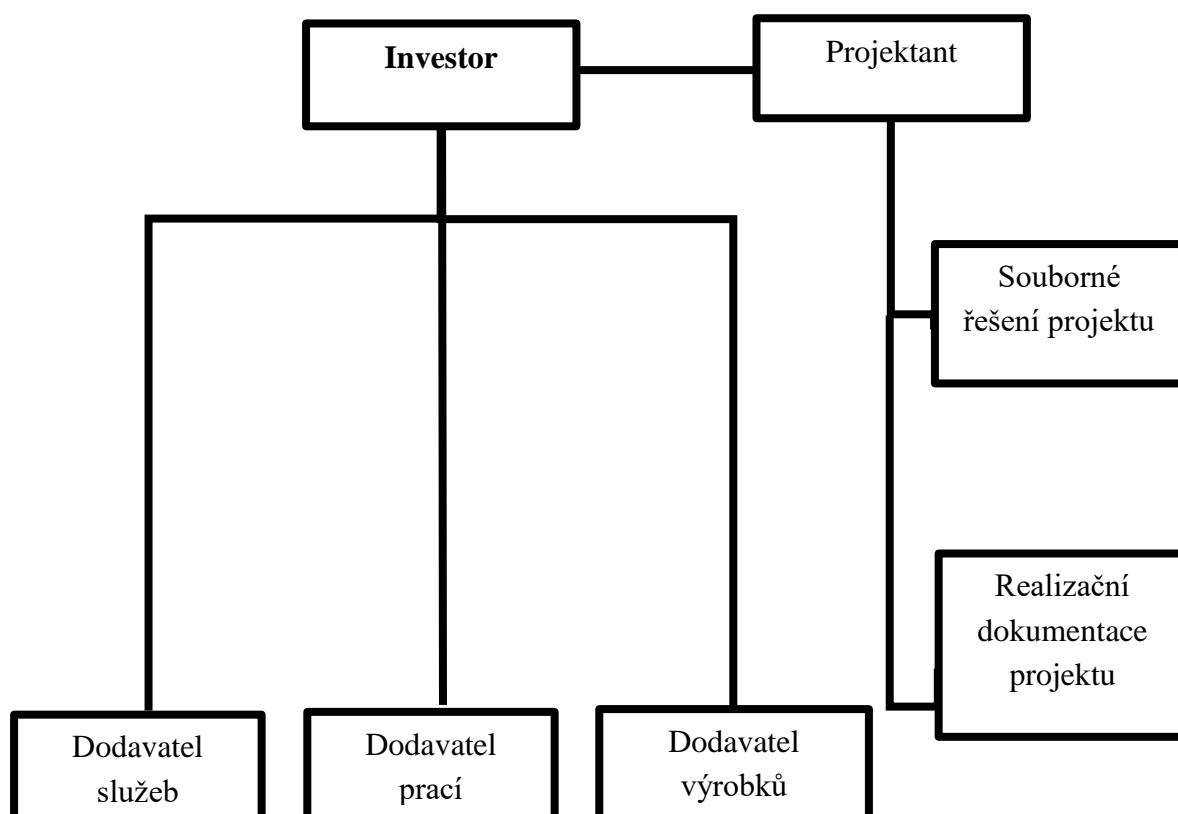 Investor
Projektant
Souborné
řešení projektu
Realizační
dokumentace
projektu
Dodavatel
služeb
Dodavatel
prací
Dodavatel
výrobků